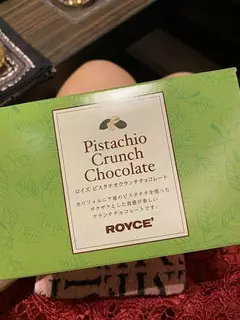 Pistachio
Crunch
Chocolate
ロイズ ピスタチオクランチチョコレート
カリフォルニア産のピスタチオを使った
ザクザクとした食感が楽しい
クランチチョコレートです。
ROYCE'